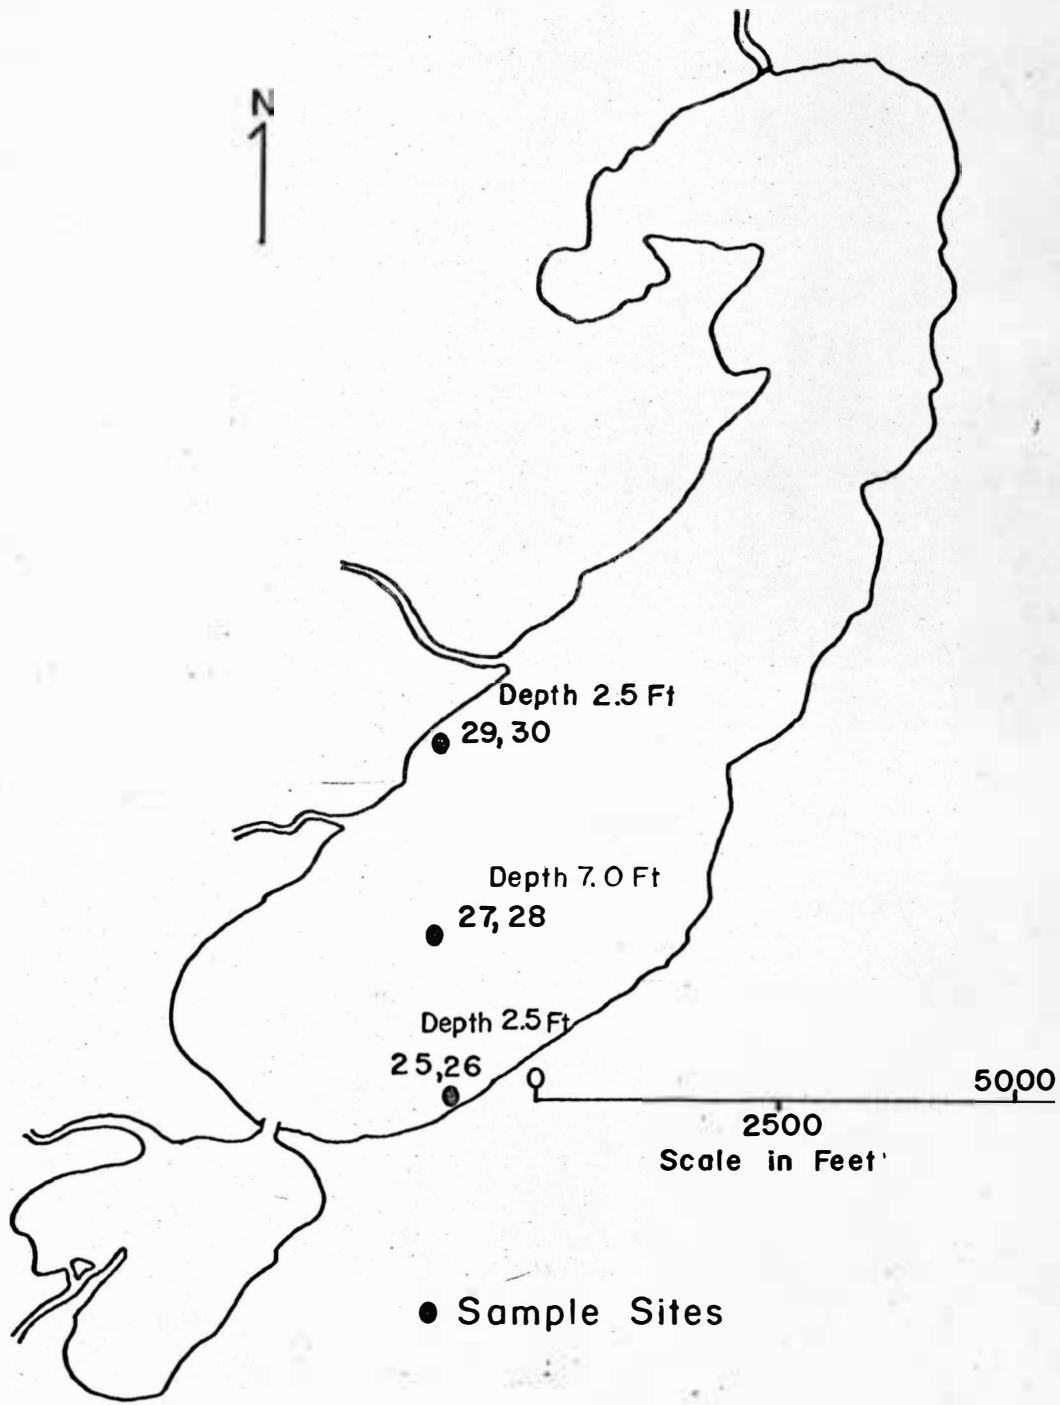 N
Depth 2.5 Ft
29, 30
Depth 7.0 Ft
27, 28
Depth 2.5 Ft
25,26
0
5000
2500
Scale in Feet
Sample Sites